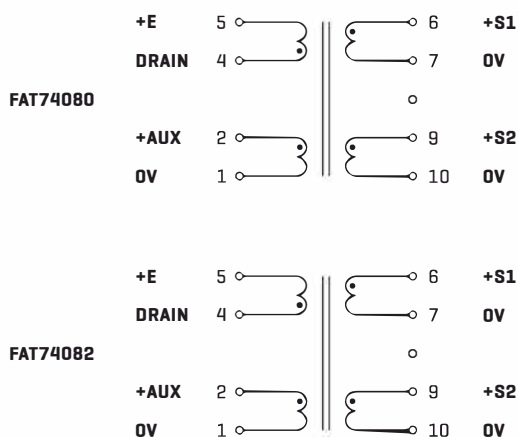 +E 5 6 +S1
DRAIN 4 7 0V
FAT74080
+AUX 2 9 +S2
0V 1 10 0V
+E 5 6 +S1
DRAIN 4 7 0V
FAT74082
+AUX 2 9 +S2
0V 1 10 0V